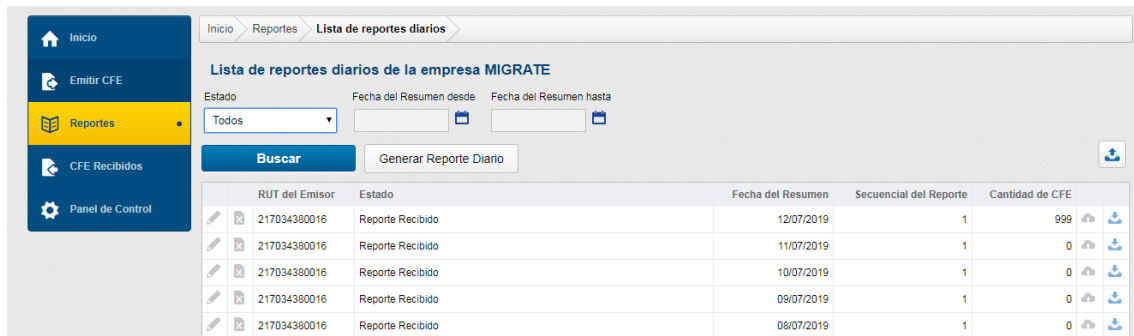 Inicio
Emitir CFE
Reportes
CFE Recibidos
Panel de Control
Inicio Reportes Lista de reportes diarios
Lista de reportes diarios de la empresa MIGRATE
Estado Fecha del Resumen desde Fecha del Resumen hasta
Todos
Buscar Generar Reporte Diario
RUT del Emisor Estado Fecha del Resumen Secuencial del Reporte Cantidad de CFE
217034380016 Reporte Recibido 12/07/2019 1 999
217034380016 Reporte Recibido 11/07/2019 1 0
217034380016 Reporte Recibido 10/07/2019 1 0
217034380016 Reporte Recibido 09/07/2019 1 0
217034380016 Reporte Recibido 08/07/2019 1 0